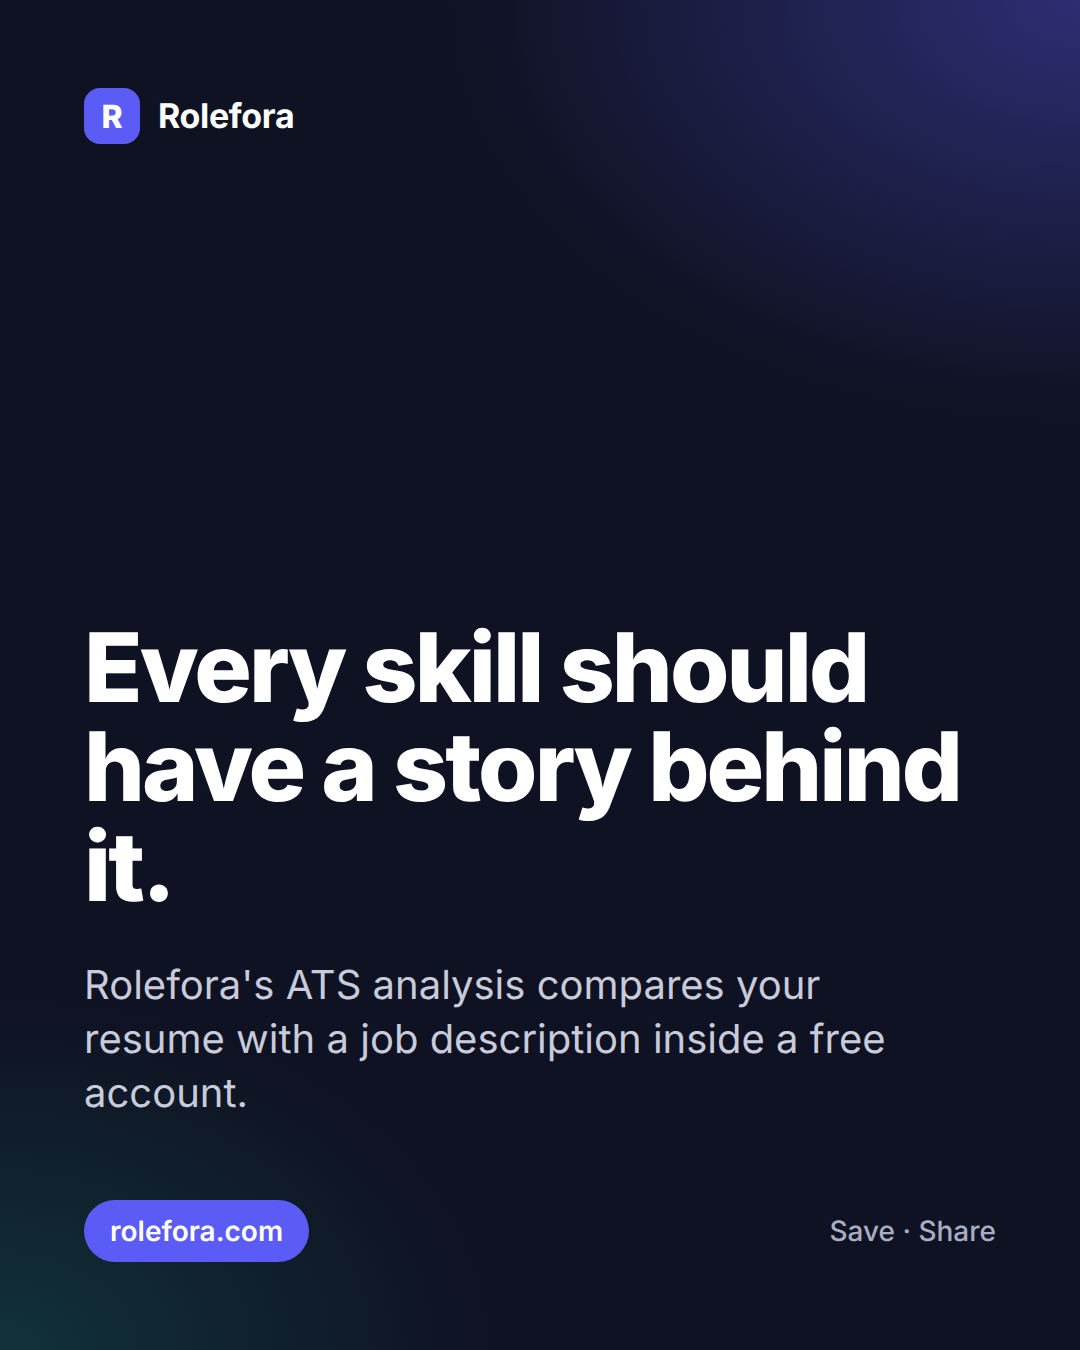 R Rolefora
Every skill should
have a story behind
it.
Rolefora's ATS analysis compares your
resume with a job description inside a free
account.
rolefora.com
Save · Share